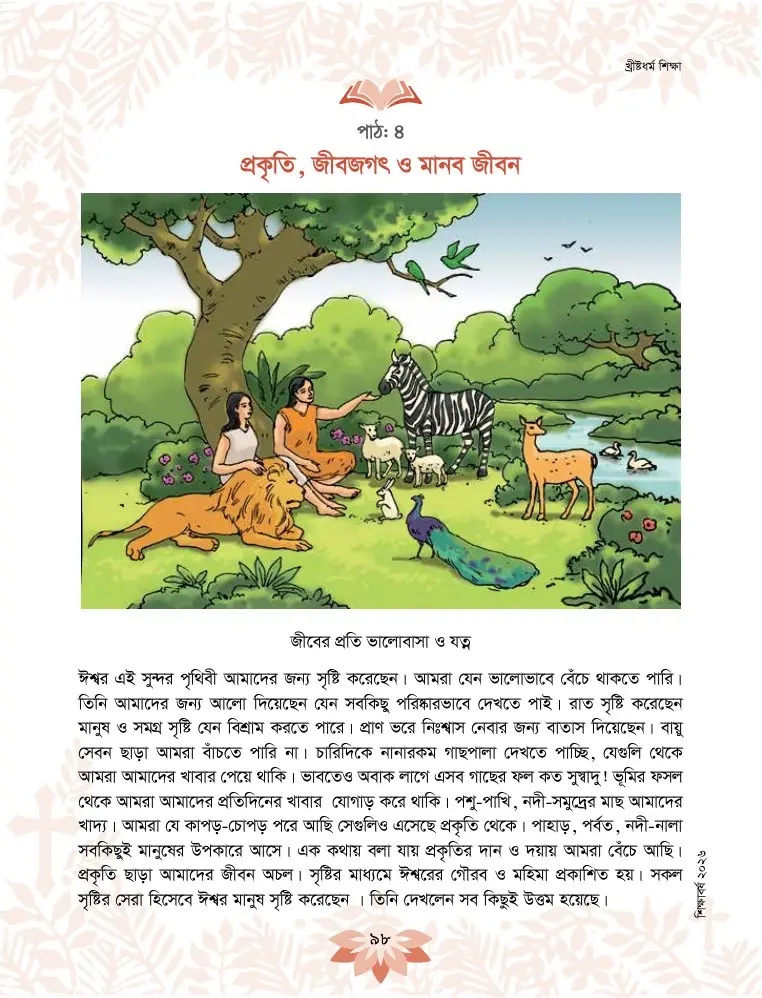 খ্রীষ্টধর্ম শিক্ষা
পাঠ: ৪
প্রকৃতি, জীবজগৎ ও মানব জীবন
জীবের প্রতি ভালোবাসা ও যত্ন
ঈশ্বর এই সুন্দর পৃথিবী আমাদের জন্য সৃষ্টি করেছেন। আমরা যেন ভালোভাবে বেঁচে থাকতে পারি।
তিনি আমাদের জন্য আলো দিয়েছেন যেন সবকিছু পরিষ্কারভাবে দেখতে পাই। রাত সৃষ্টি করেছেন
মানুষ ও সমগ্র সৃষ্টি যেন বিশ্রাম করতে পারে। প্রাণ ভরে নিঃশ্বাস নেবার জন্য বাতাস দিয়েছেন। বায়ু
সেবন ছাড়া আমরা বাঁচতে পারি না। চারিদিকে নানারকম গাছপালা দেখতে পাচ্ছি, যেগুলি থেকে
আমরা আমাদের খাবার পেয়ে থাকি। ভাবতেও অবাক লাগে এসব গাছের ফল কত সুস্বাদু! ভূমির ফসল
থেকে আমরা আমাদের প্রতিদিনের খাবার যোগাড় করে থাকি। পশু-পাখি, নদী-সমুদ্রের মাছ আমাদের
খাদ্য। আমরা যে কাপড়-চোপড় পরে আছি সেগুলিও এসেছে প্রকৃতি থেকে। পাহাড়, পর্বত, নদী-নালা
সবকিছুই মানুষের উপকারে আসে। এক কথায় বলা যায় প্রকৃতির দান ও দয়ায় আমরা বেঁচে আছি।
প্রকৃতি ছাড়া আমাদের জীবন অচল। সৃষ্টির মাধ্যমে ঈশ্বরের গৌরব ও মহিমা প্রকাশিত হয়। সকল
সৃষ্টির সেরা হিসেবে ঈশ্বর মানুষ সৃষ্টি করেছেন । তিনি দেখলেন সব কিছুই উত্তম হয়েছে।
শিক্ষাবর্ষ ২০২৬
৯৮